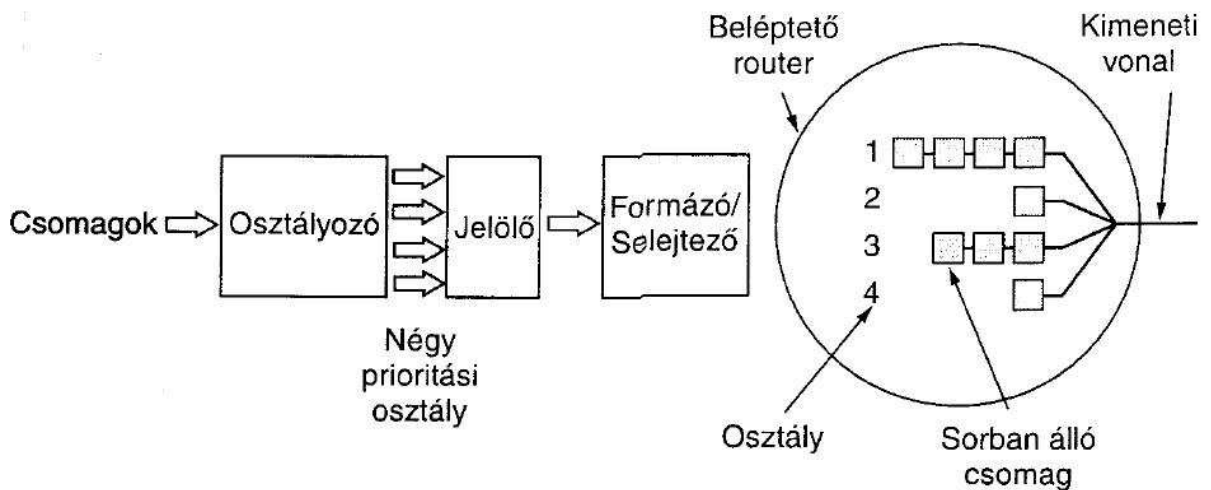 Beléptető
router
Kimeneti
vonal
Csomagok
Osztályozó
Jelölő
Formázó/
Selejtező
1
2
3
4
Négy
prioritási
osztály
Osztály
Sorban álló
csomag